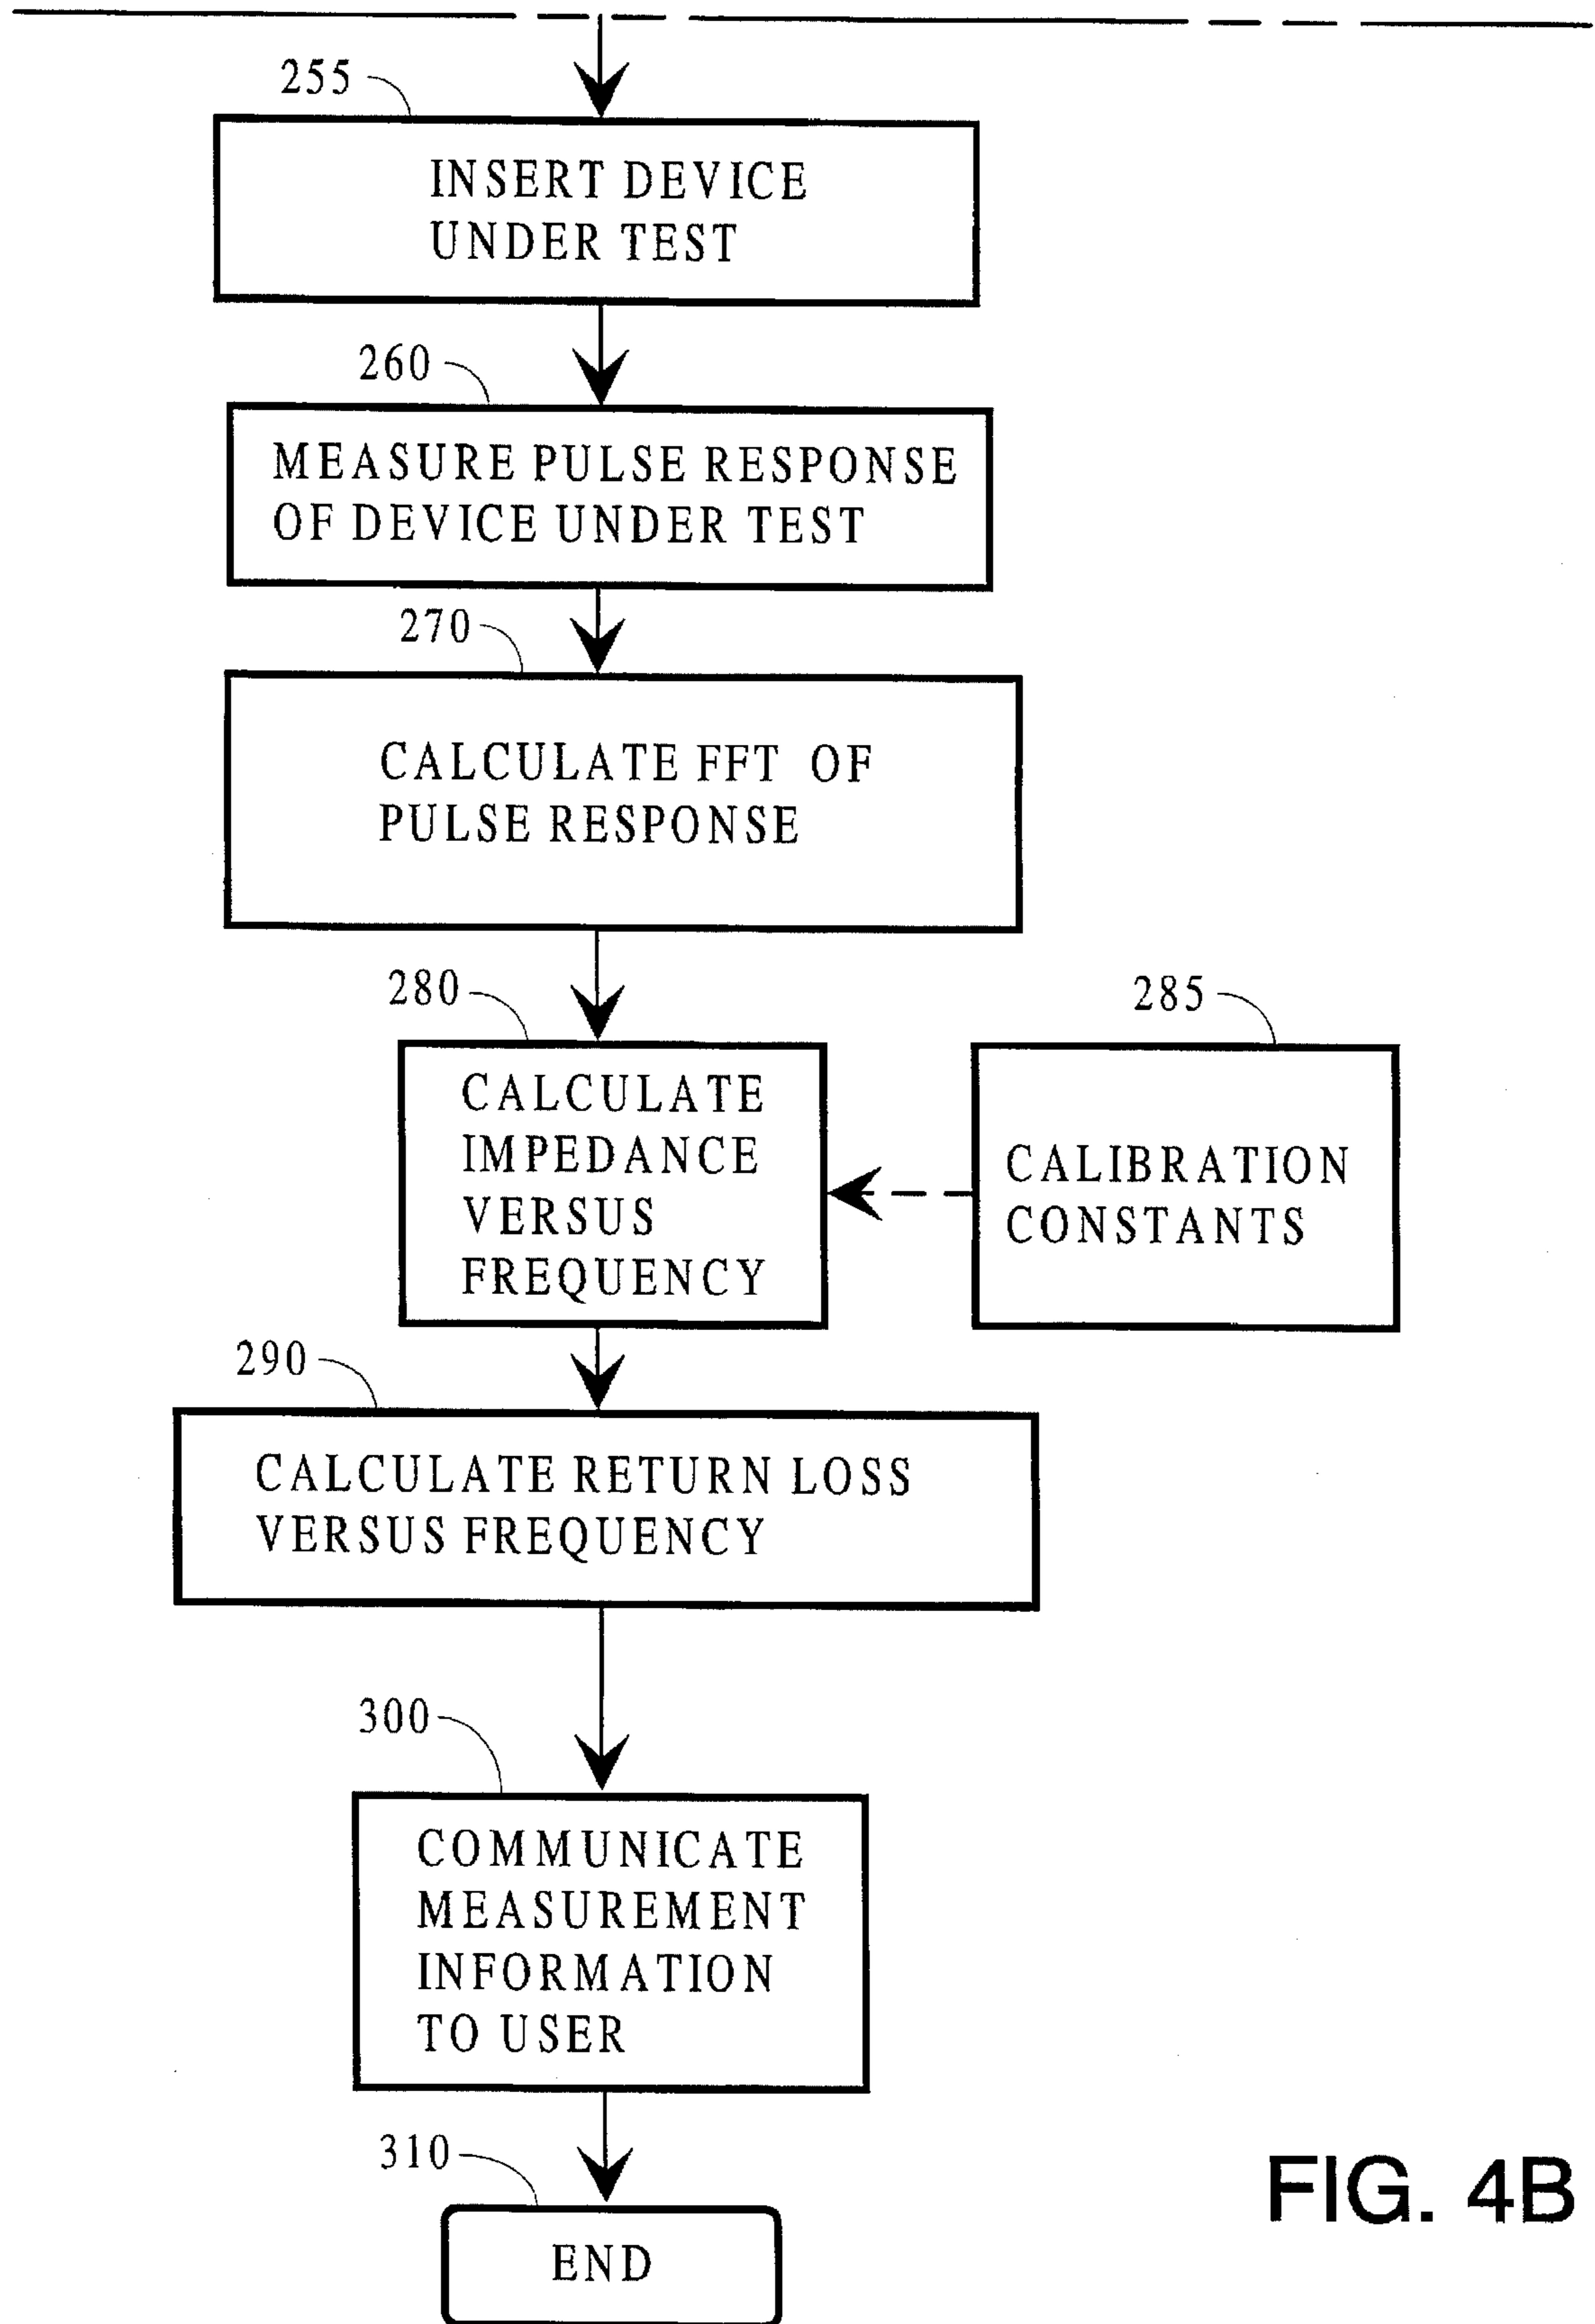 255
INSERT DEVICE
UNDER TEST
260
MEASURE PULSE RESPONSE
OF DEVICE UNDER TEST
270
CALCULATE FFT OF
PULSE RESPONSE
280
CALCULATE
IMPEDANCE
VERSUS
FREQUENCY
285
CALIBRATION
CONSTANTS
290
CALCULATE RETURN LOSS
VERSUS FREQUENCY
300
COMMUNICATE
MEASUREMENT
INFORMATION
TO USER
310
END
FIG. 4B